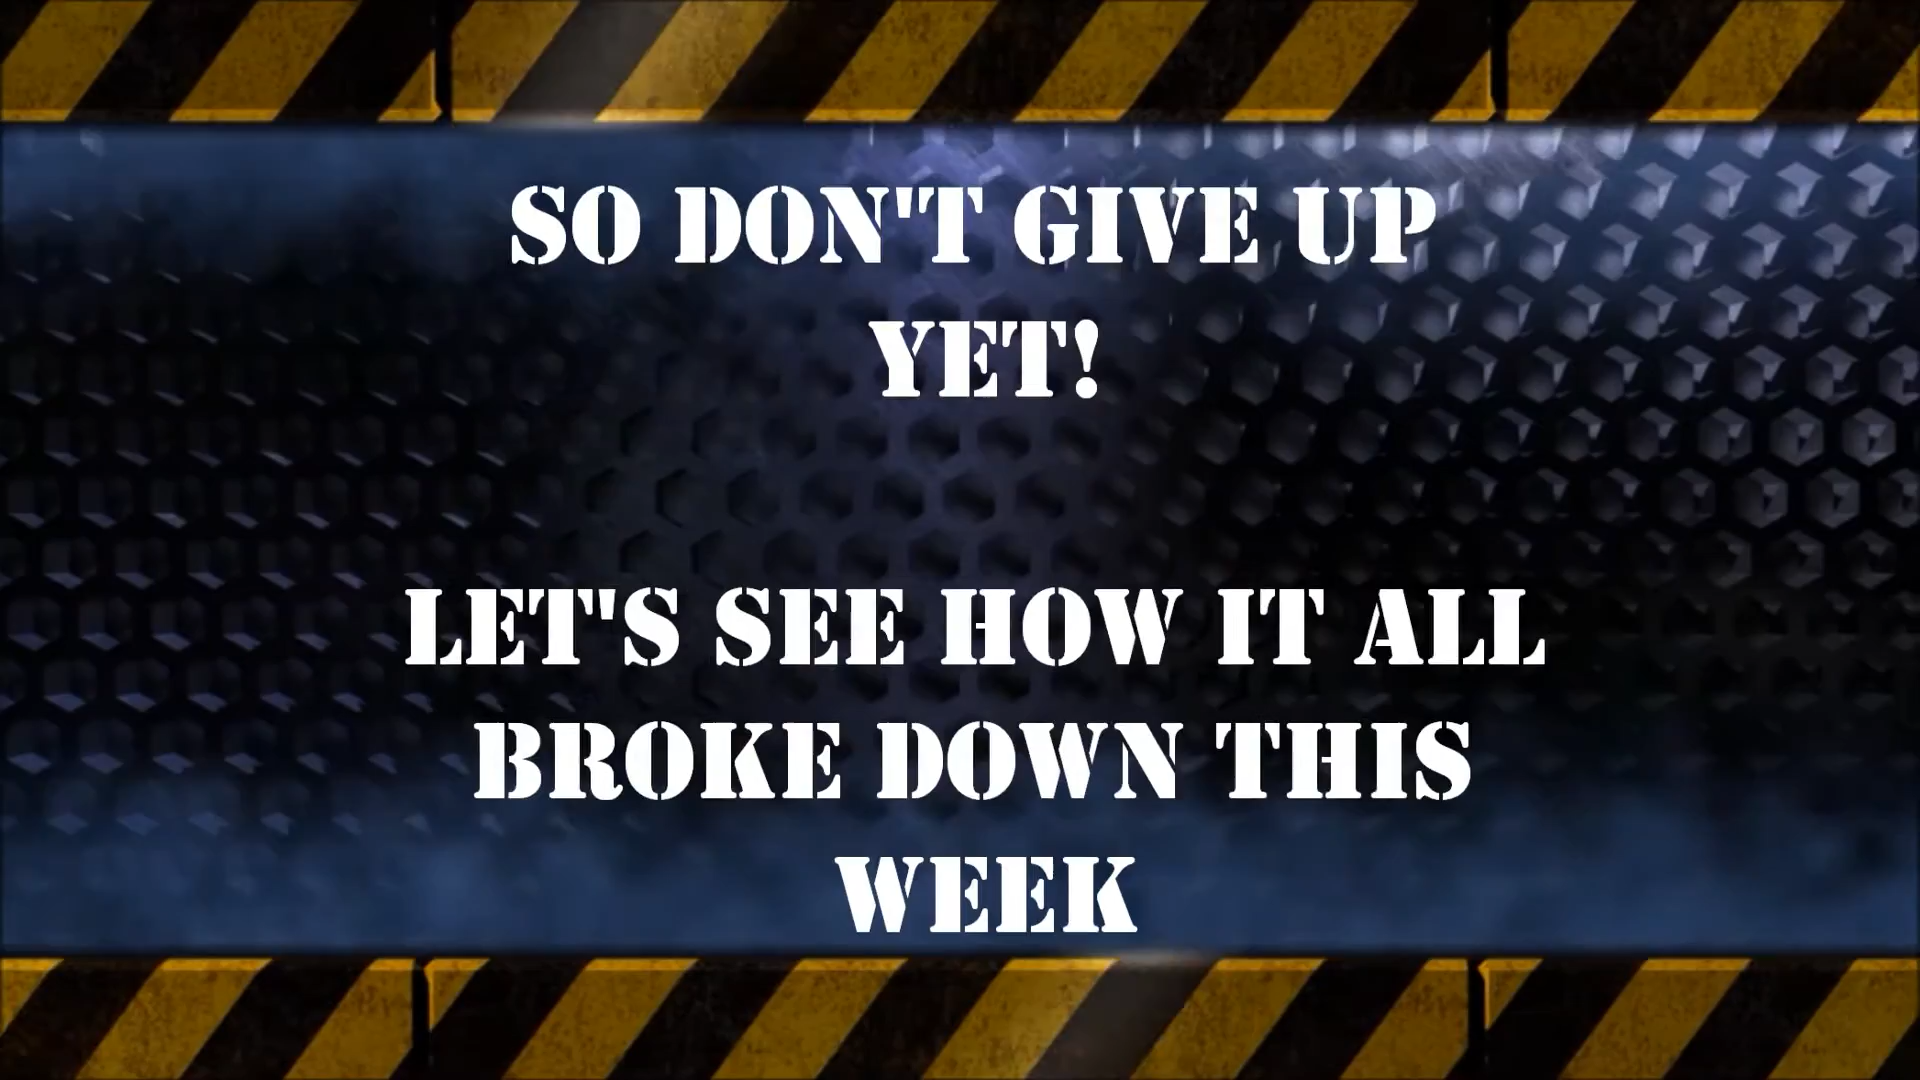 SO DON'T GIVE UP
YET!
LET'S SEE HOW IT ALL
BROKE DOWN THIS
WEEK